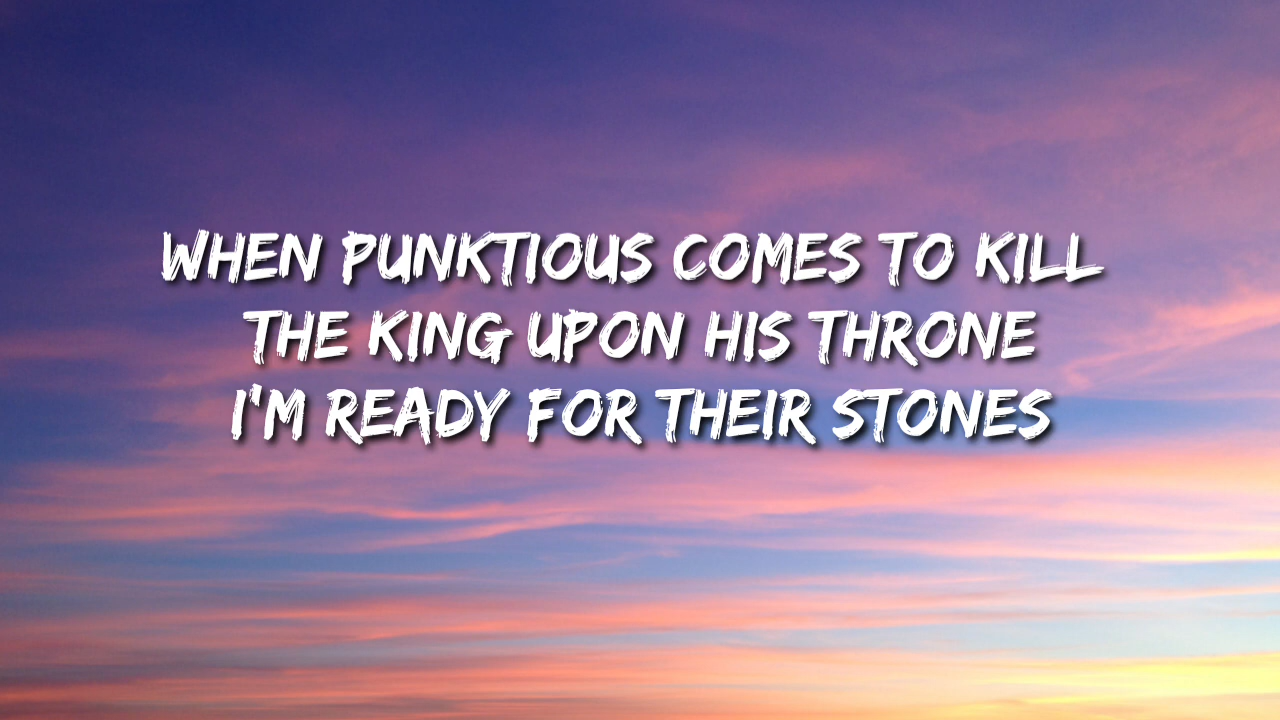 WHEN PUNKTIOUS COMES TO KILL
THE KING UPON HIS THRONE
I'M READY FOR THEIR STONES